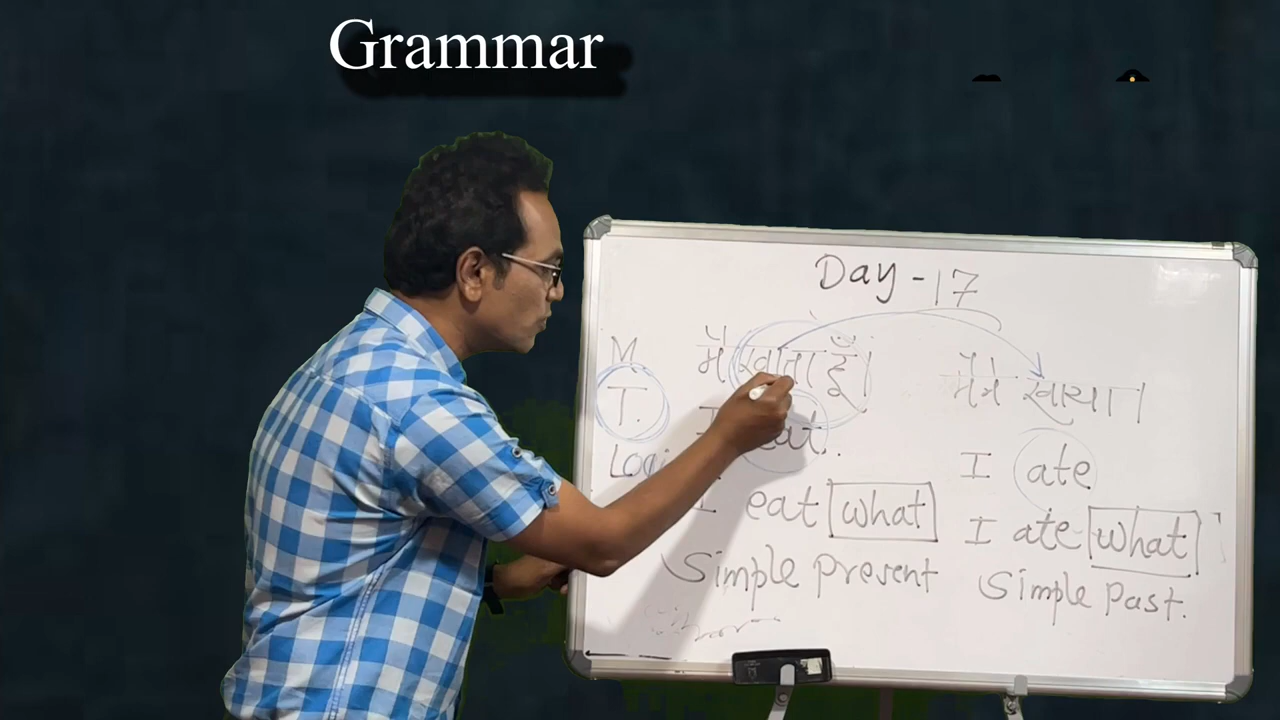 Grammar
Day - 17
M
मैं खाता हूँ। मैंने खाया।
T.
I eat. I ate
I eat what I ate what
Simple present Simple Past.